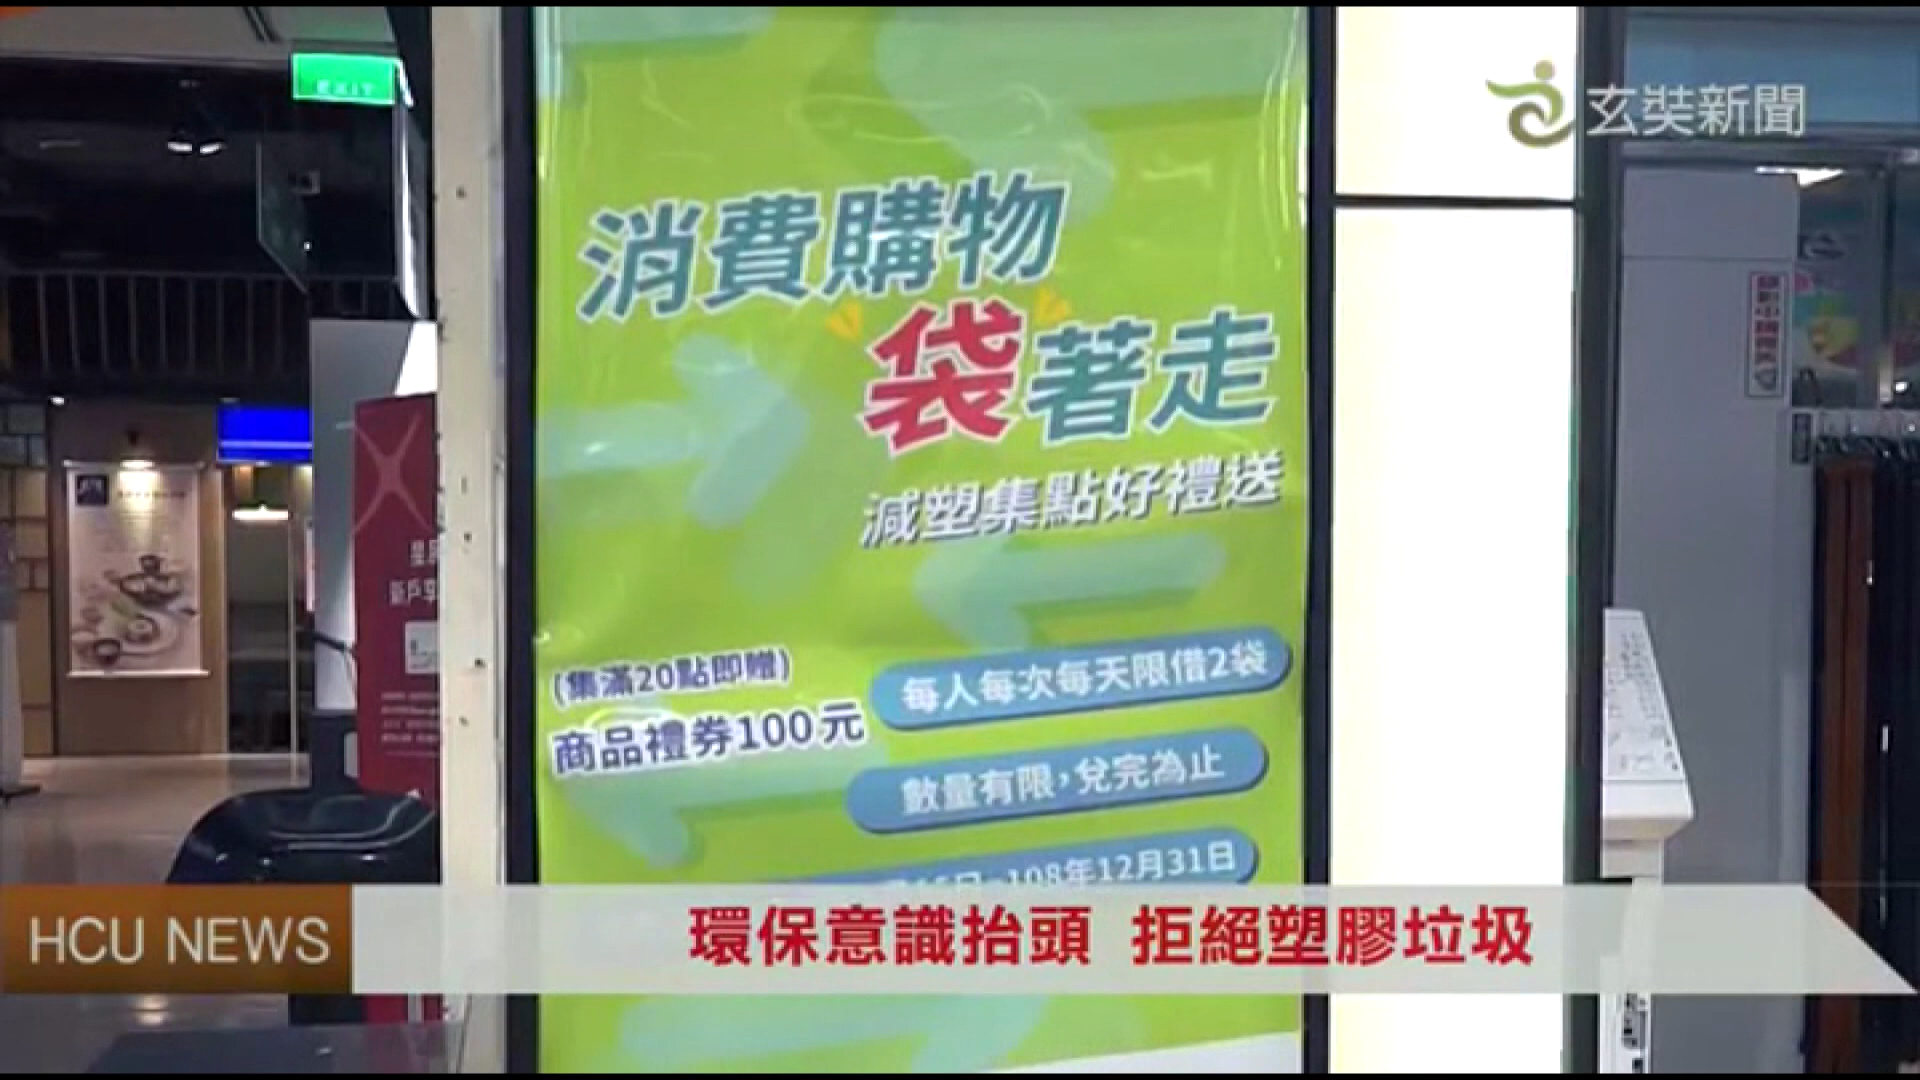 EXIT
玄奘新聞
消費購物
袋著走
減塑集點好禮送
(集滿20點即贈)
商品禮券100元
每人每次每天限借2袋
數量有限，兌完為止
108年12月31日
HCU NEWS
環保意識抬頭 拒絕塑膠垃圾